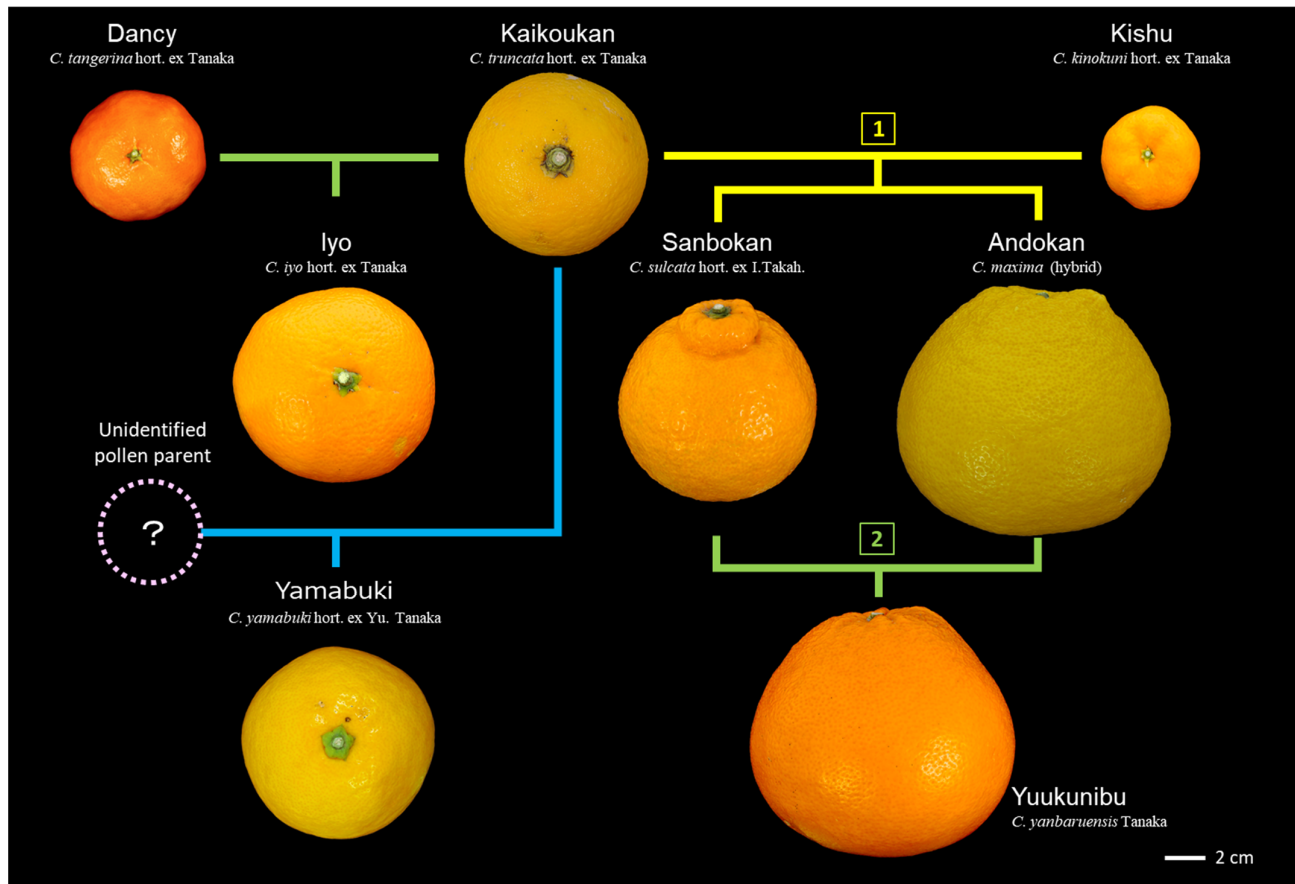 Dancy
C. tangerina hort. ex Tanaka
Kaikoukan
C. truncata hort. ex Tanaka
Kishu
C. kinokuni hort. ex Tanaka
1
Iyo
C. iyo hort. ex Tanaka
Sanbokan
C. sulcata hort. ex I.Takah.
Andokan
C. maxima (hybrid)
Unidentified
pollen parent
?
2
Yamabuki
C. yamabuki hort. ex Yu. Tanaka
Yuukunibu
C. yanbaruensis Tanaka
2 cm